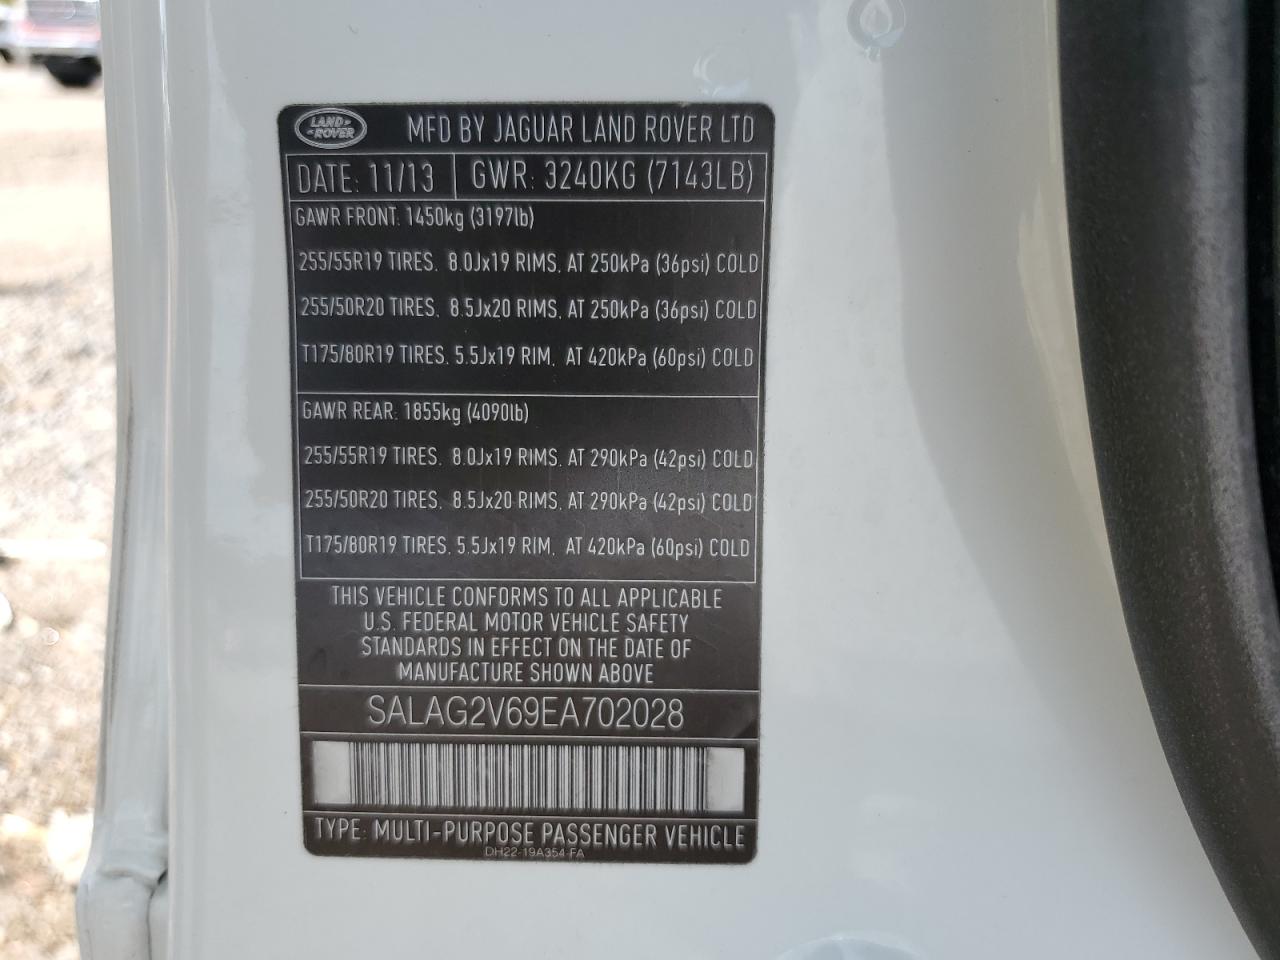 LAND ROVER
MFD BY JAGUAR LAND ROVER LTD
DATE: 11/13 GWR: 3240KG (7143LB)
GAWR FRONT: 1450kg (3197lb)
255/55R19 TIRES, 8.0Jx19 RIMS, AT 250kPa (36psi) COLD
255/50R20 TIRES, 8.5Jx20 RIMS, AT 250kPa (36psi) COLD
T175/80R19 TIRES, 5.5Jx19 RIM, AT 420kPa (60psi) COLD
GAWR REAR: 1855kg (4090lb)
255/55R19 TIRES, 8.0Jx19 RIMS, AT 290kPa (42psi) COLD
255/50R20 TIRES, 8.5Jx20 RIMS, AT 290kPa (42psi) COLD
T175/80R19 TIRES, 5.5Jx19 RIM, AT 420kPa (60psi) COLD
THIS VEHICLE CONFORMS TO ALL APPLICABLE
U.S. FEDERAL MOTOR VEHICLE SAFETY
STANDARDS IN EFFECT ON THE DATE OF
MANUFACTURE SHOWN ABOVE
SALAG2V69EA702028
TYPE: MULTI-PURPOSE PASSENGER VEHICLE
DH22-19A354-FA